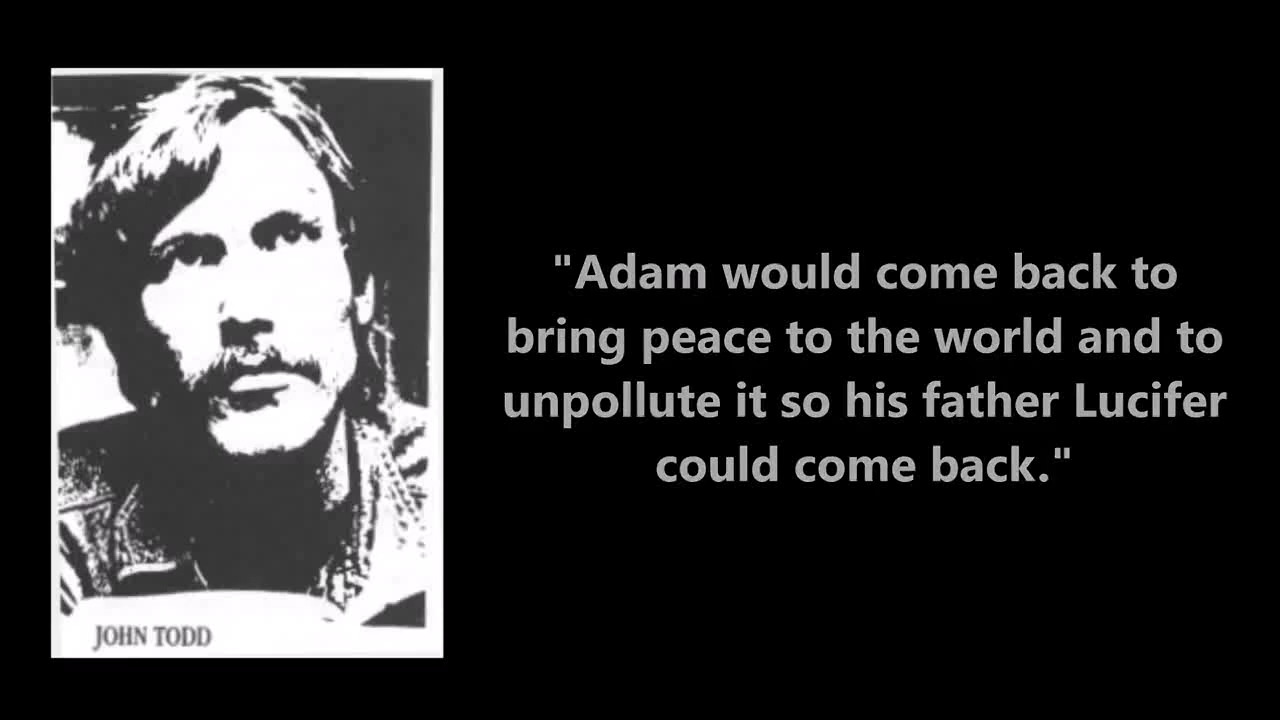 "Adam would come back to
bring peace to the world and to
unpollute it so his father Lucifer
could come back."
JOHN TODD